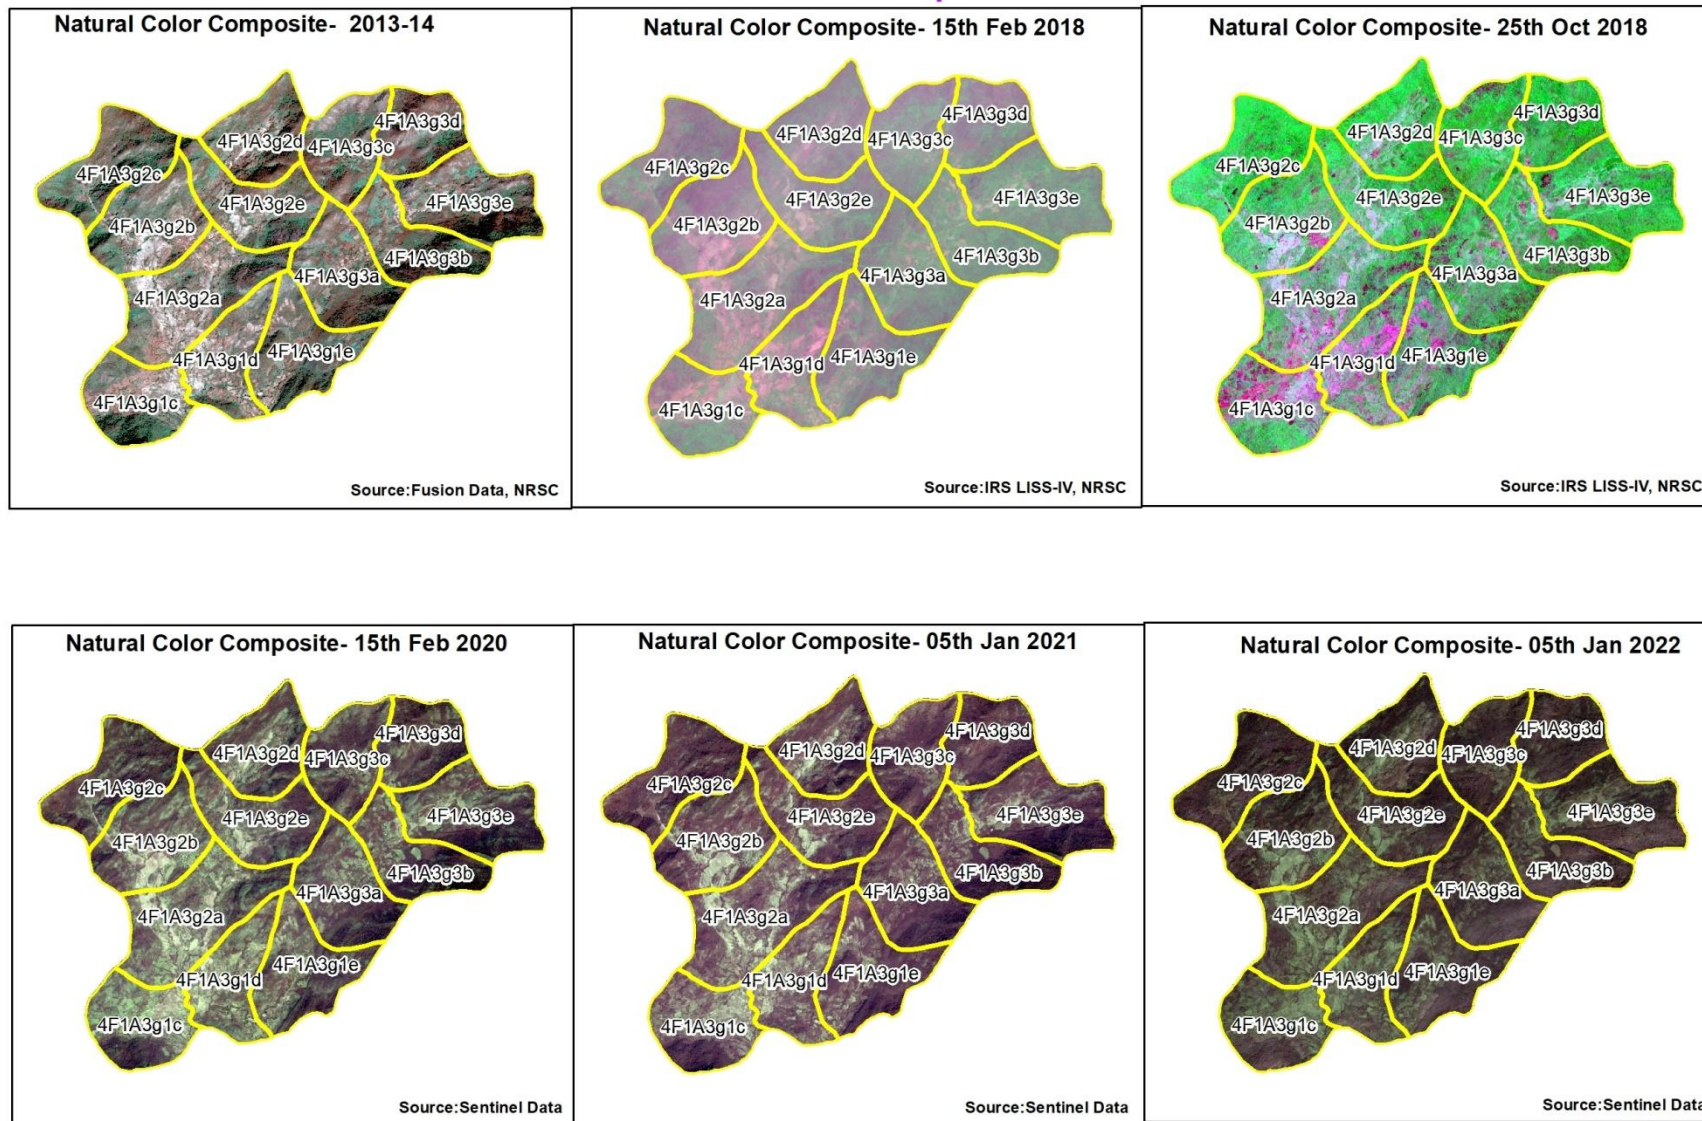 Natural Color Composite- 2013-14
4F1A3g2d
4F1A3g3d
4F1A3g3c
4F1A3g2c
4F1A3g2e
4F1A3g3e
4F1A3g2b
4F1A3g3b
4F1A3g3a
4F1A3g2a
4F1A3g1d
4F1A3g1e
4F1A3g1c
Source:Fusion Data, NRSC
Natural Color Composite- 15th Feb 2018
4F1A3g3d
4F1A3g2d
4F1A3g3c
4F1A3g2c
4F1A3g2e
4F1A3g3e
4F1A3g2b
4F1A3g3b
4F1A3g3a
4F1A3g2a
4F1A3g1e
4F1A3g1d
4F1A3g1c
Source:IRS LISS-IV, NRSC
Natural Color Composite- 25th Oct 2018
4F1A3g3d
4F1A3g2d
4F1A3g3c
4F1A3g2c
4F1A3g3e
4F1A3g2e
4F1A3g2b
4F1A3g3b
4F1A3g3a
4F1A3g2a
4F1A3g1e
4F1A3g1d
4F1A3g1c
Source:IRS LISS-IV, NRSC
Natural Color Composite- 15th Feb 2020
4F1A3g3d
4F1A3g2d
4F1A3g3c
4F1A3g2c
4F1A3g3e
4F1A3g2e
4F1A3g2b
4F1A3g3b
4F1A3g3a
4F1A3g2a
4F1A3g1e
4F1A3g1d
4F1A3g1c
Source:Sentinel Data
Natural Color Composite- 05th Jan 2021
4F1A3g3d
4F1A3g2d
4F1A3g3c
4F1A3g2c
4F1A3g3e
4F1A3g2e
4F1A3g2b
4F1A3g3b
4F1A3g3a
4F1A3g2a
4F1A3g1e
4F1A3g1d
4F1A3g1c
Source:Sentinel Data
Natural Color Composite- 05th Jan 2022
4F1A3g3d
4F1A3g2d
4F1A3g3c
4F1A3g2c
4F1A3g3e
4F1A3g2e
4F1A3g2b
4F1A3g3b
4F1A3g3a
4F1A3g2a
4F1A3g1e
4F1A3g1d
4F1A3g1c
Source:Sentinel Data